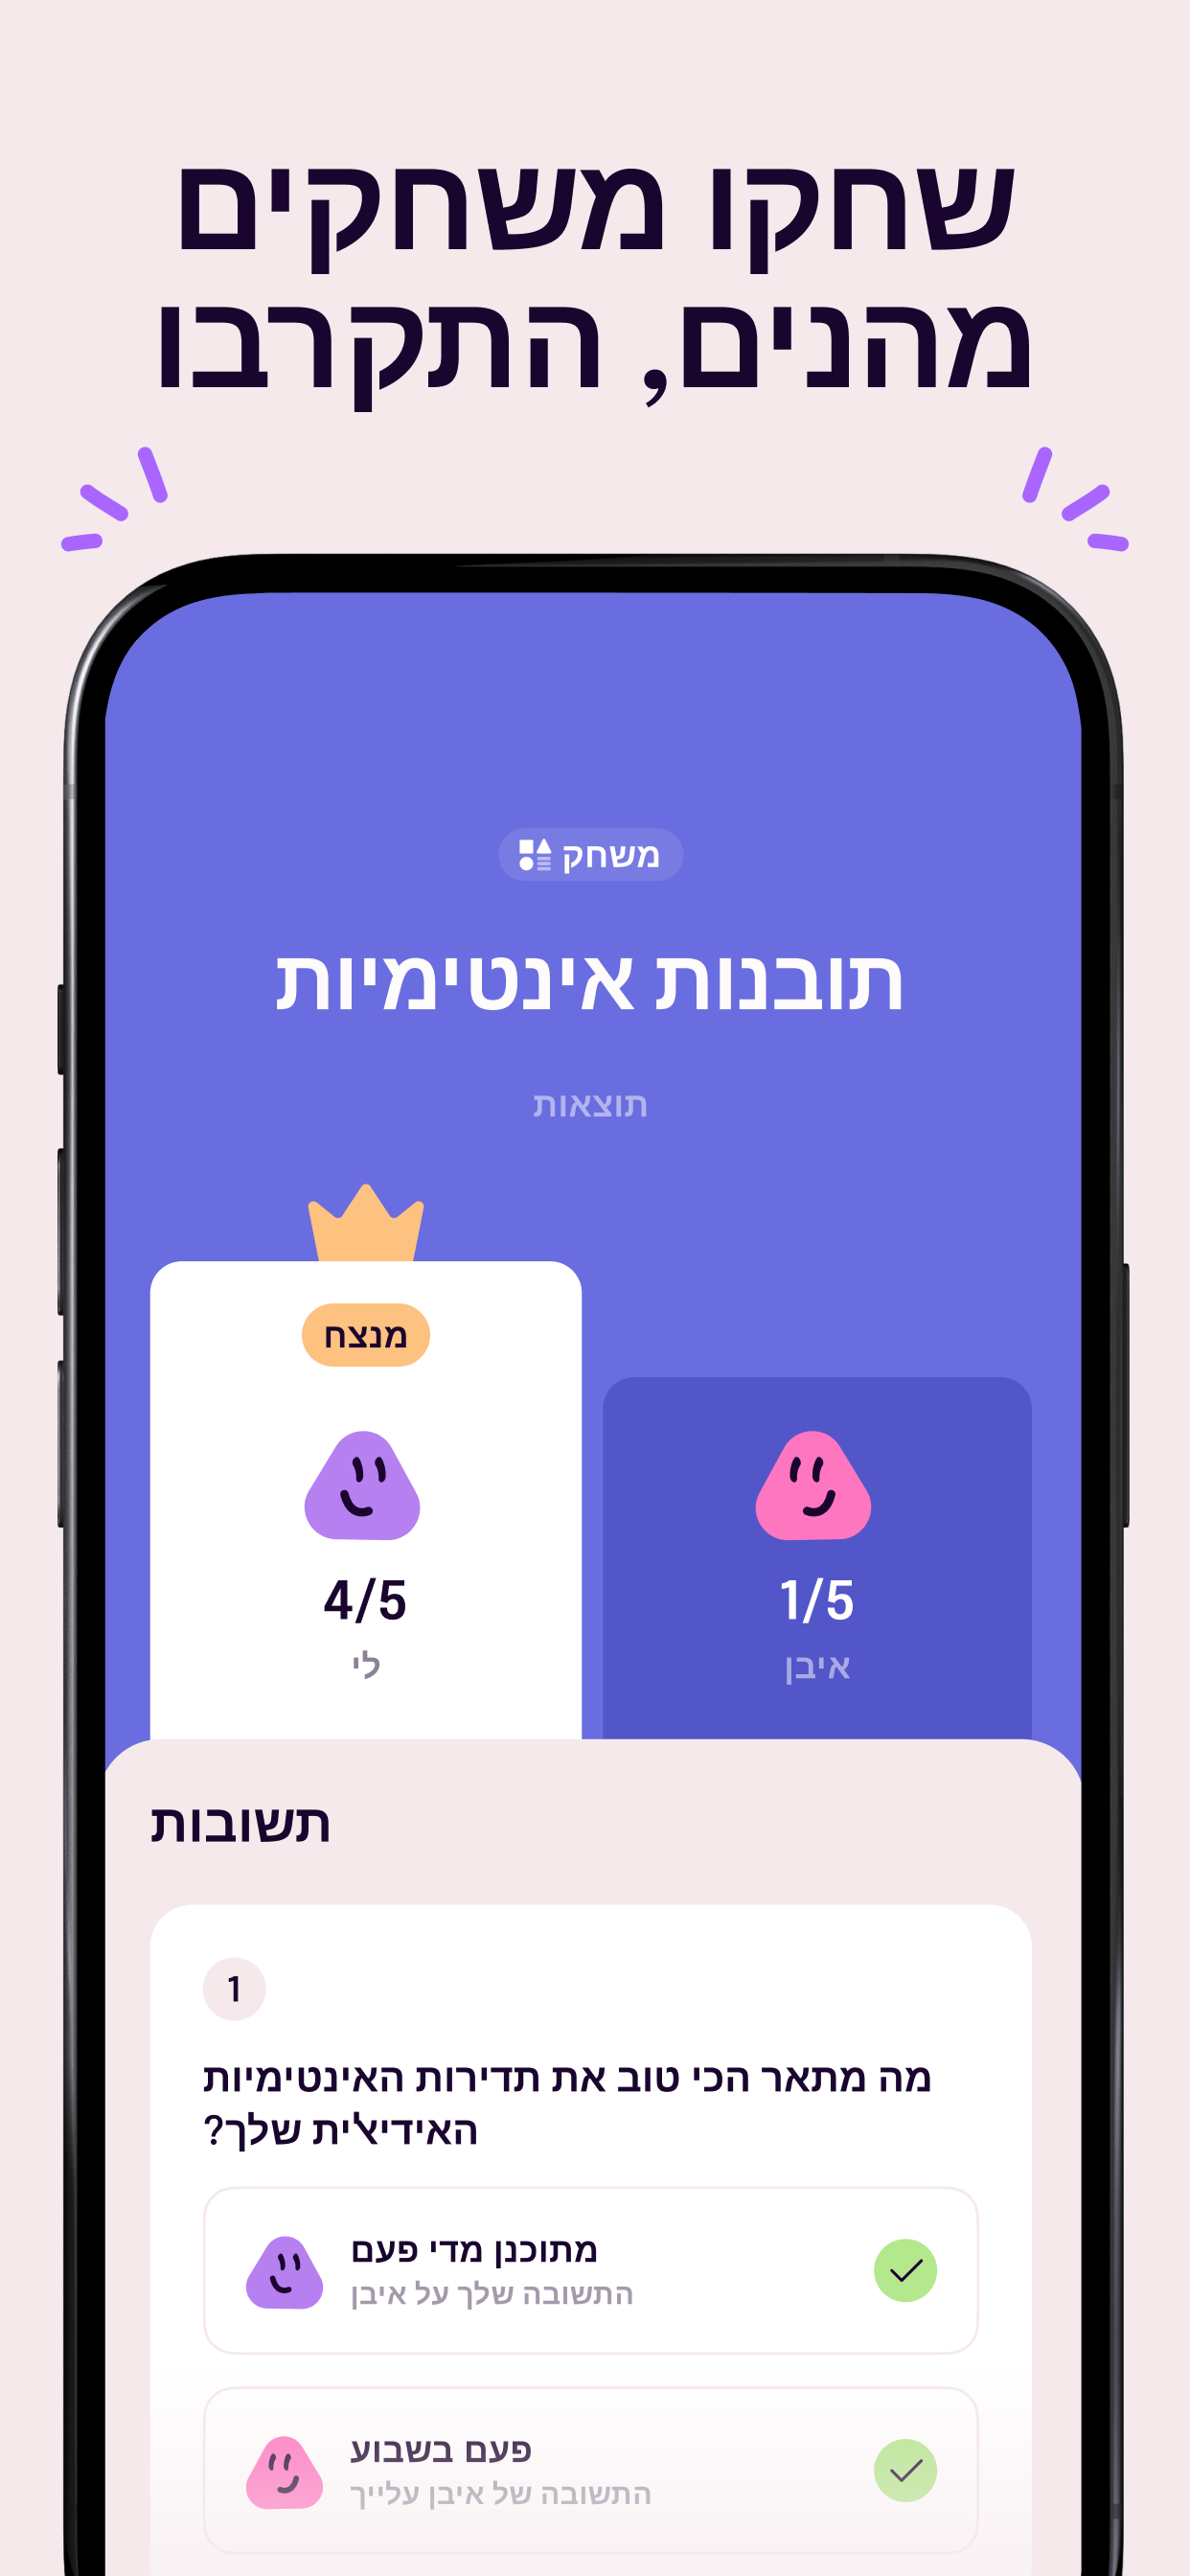 שחקו משחקים
מהנים, התקרבו
משחק
תובנות אינטימיות
תוצאות
מנצח
4/5
לי
1/5
איבן
תשובות
1
מה מתאר הכי טוב את תדירות האינטימיות
האידיאלית שלך?
מתוכנן מדי פעם
התשובה שלך על איבן
פעם בשבוע
התשובה של איבן עלייך